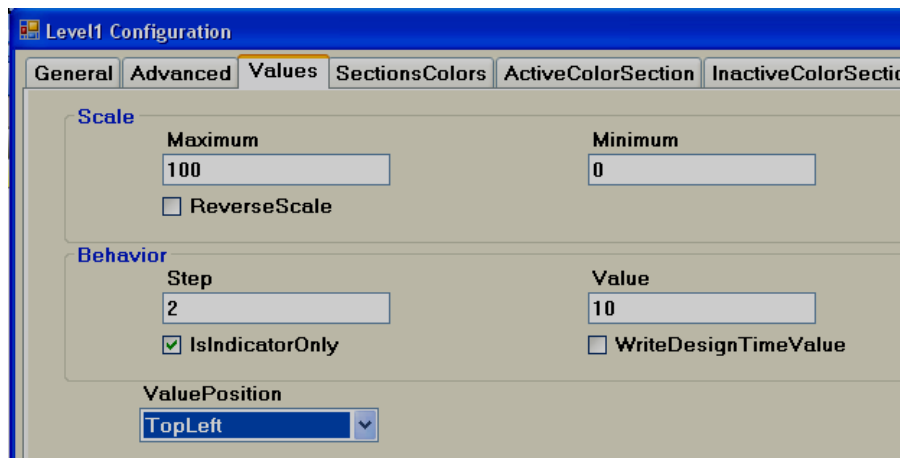 Level1 Configuration
General Advanced Values SectionsColors ActiveColorSection InactiveColorSectio
Scale
Maximum Minimum
100 0
ReverseScale
Behavior
Step Value
2 10
IsIndicatorOnly WriteDesignTimeValue
ValuePosition
TopLeft